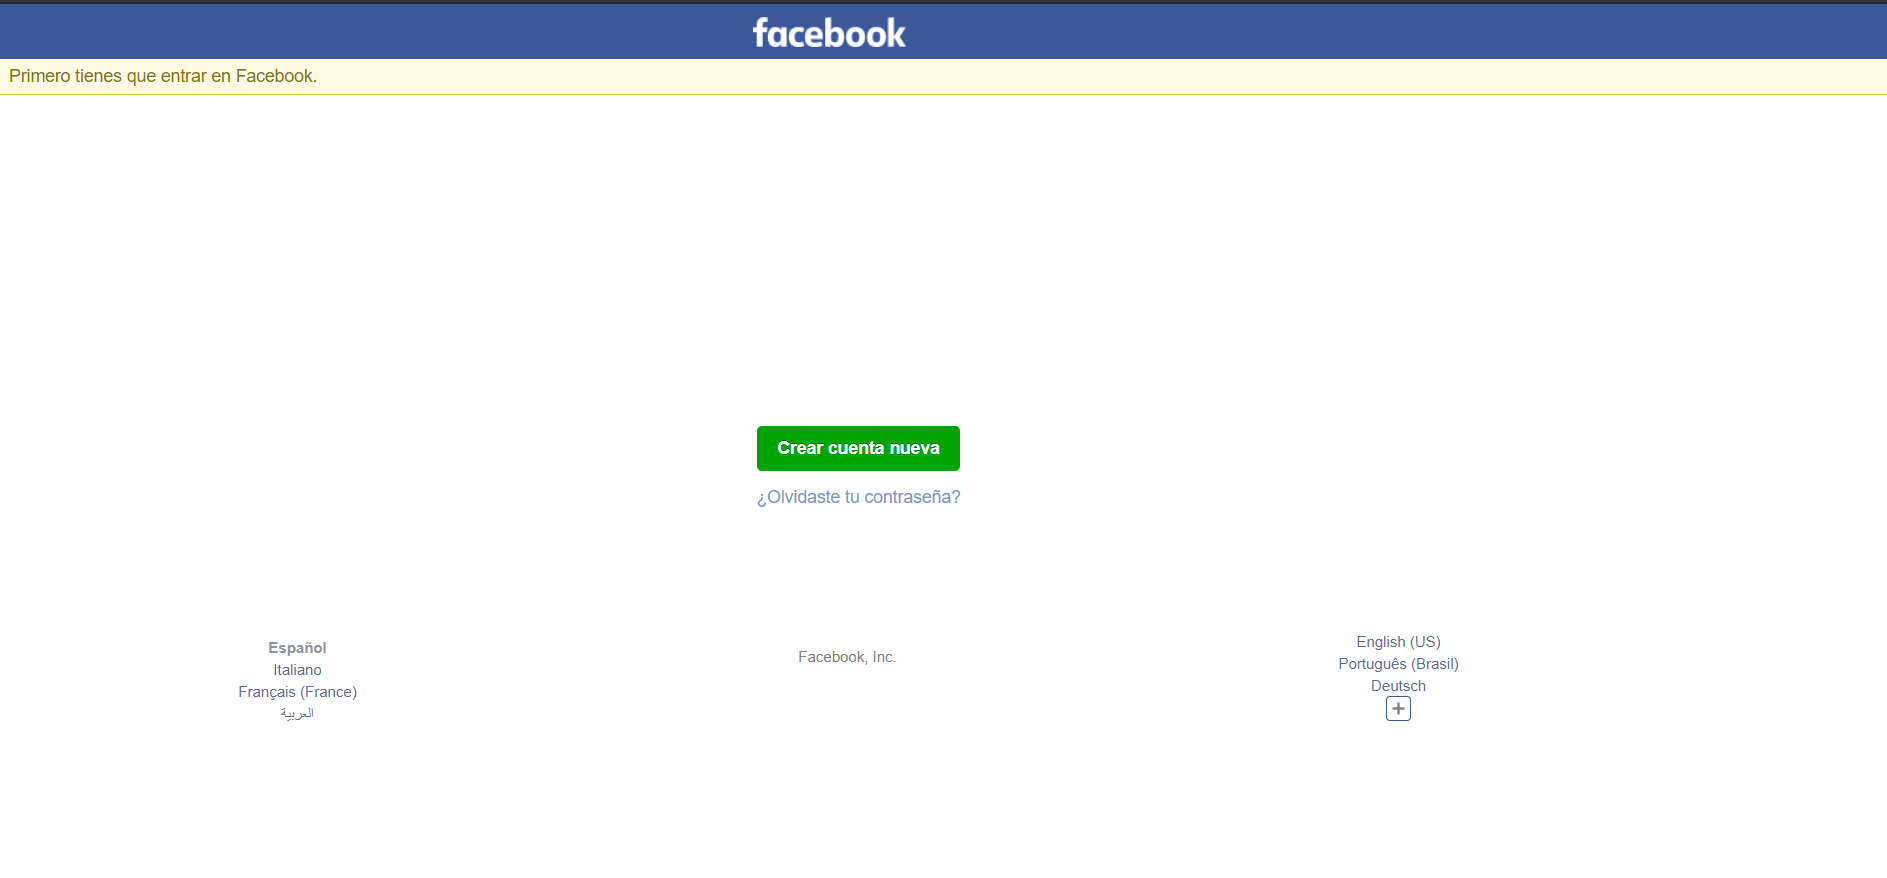 facebook
Primero tienes que entrar en Facebook.
Crear cuenta nueva
¿Olvidaste tu contraseña?
Español
Italiano
Français (France)
العربية
Facebook, Inc.
English (US)
Português (Brasil)
Deutsch